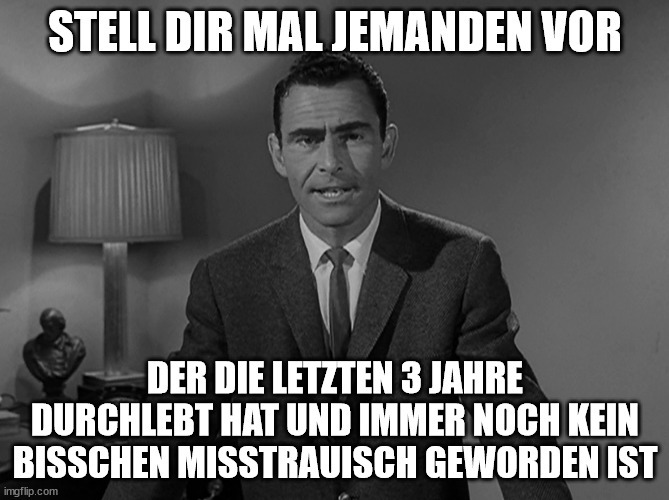 STELL DIR MAL JEMANDEN VOR
DER DIE LETZTEN 3 JAHRE
DURCHLEBT HAT UND IMMER NOCH KEIN
BISSCHEN MISSTRAUISCH GEWORDEN IST
imgflip.com